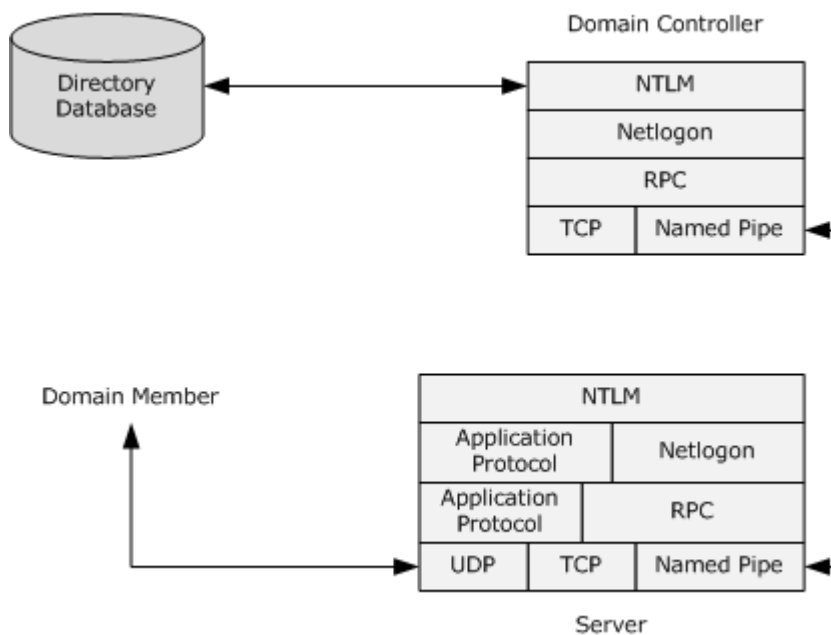 Domain Controller
Directory
Database
NTLM
Netlogon
RPC
TCP
Named Pipe
Domain Member
NTLM
Application
Protocol
Netlogon
Application
Protocol
RPC
UDP
TCP
Named Pipe
Server